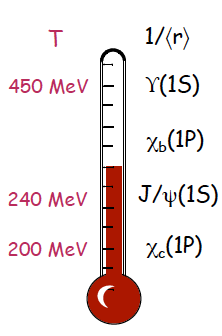 T 1/⟨r⟩
450 MeV ϒ(1S)
χb(1P)
240 MeV J/ψ(1S)
200 MeV χc(1P)